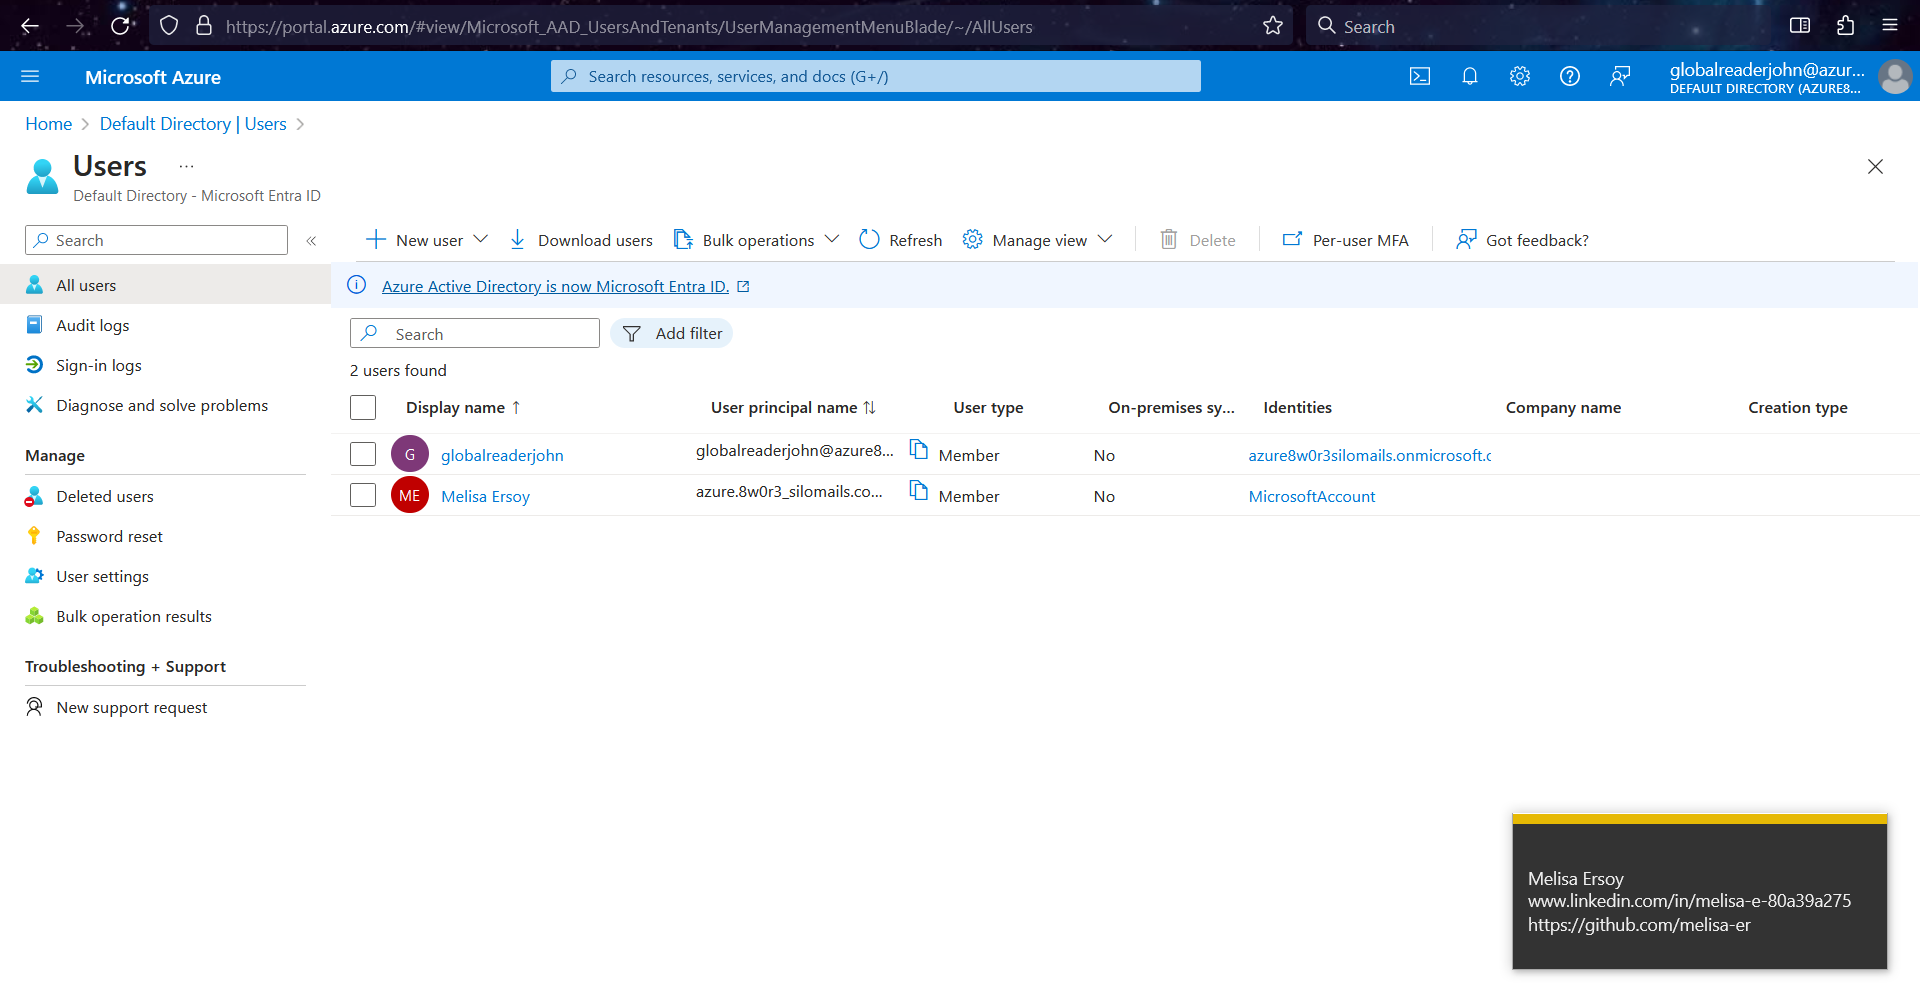 https://portal.azure.com/#view/Microsoft_AAD_UsersAndTenants/UserManagementMenuBlade/~/AllUsers
Search
Microsoft Azure
Search resources, services, and docs (G+/)
globalreaderjohn@azur...
DEFAULT DIRECTORY (AZURE8...
Home
Default Directory | Users
Users
...
Default Directory - Microsoft Entra ID
Search
New user
Download users
Bulk operations
Refresh
Manage view
Delete
Per-user MFA
Got feedback?
All users
Audit logs
Sign-in logs
Diagnose and solve problems
Manage
Deleted users
Password reset
User settings
Bulk operation results
Troubleshooting + Support
New support request
Azure Active Directory is now Microsoft Entra ID.
Search
Add filter
2 users found
Display name ↑ User principal name ↑↓ User type On-premises sy... Identities Company name Creation type
G globalreaderjohn globalreaderjohn@azure8... Member No azure8w0r3silomails.onmicrosoft.c
ME Melisa Ersoy azure.8w0r3_silomails.co... Member No MicrosoftAccount
Melisa Ersoy
www.linkedin.com/in/melisa-e-80a39a275
https://github.com/melisa-er